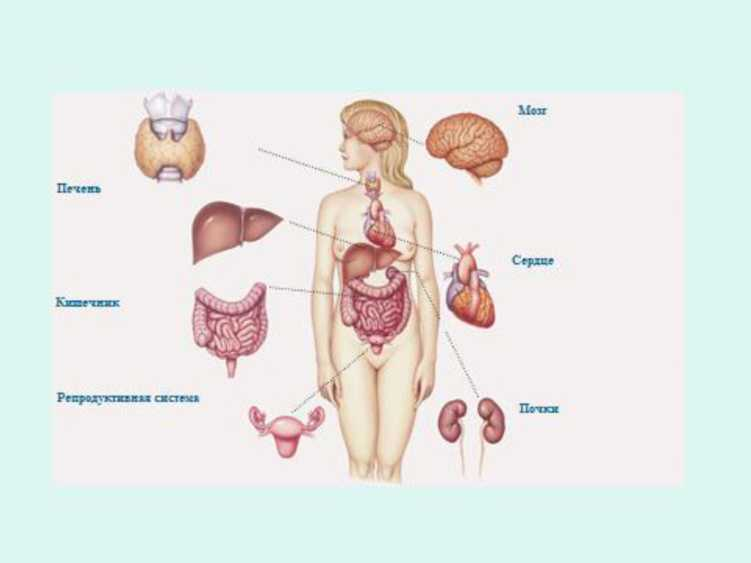 Мозг
Печень
Сердце
Кишечник
Репродуктивная система
Почки